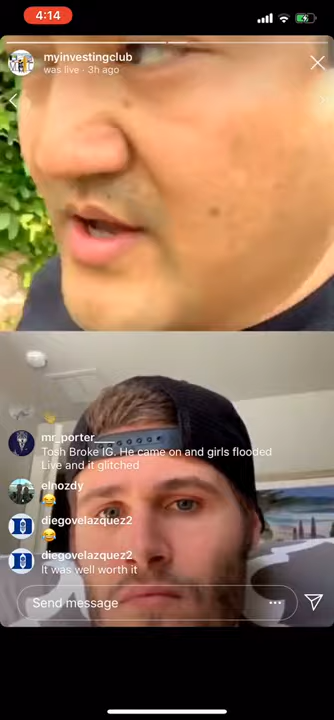 4:14
myinvestingclub
was live · 3h ago
mr_porter___
Tosh Broke IG. He came on and girls flooded
Live and it glitched
elnozdy
😂
diegovelazquez2
😂
diegovelazquez2
It was well worth it
Send message